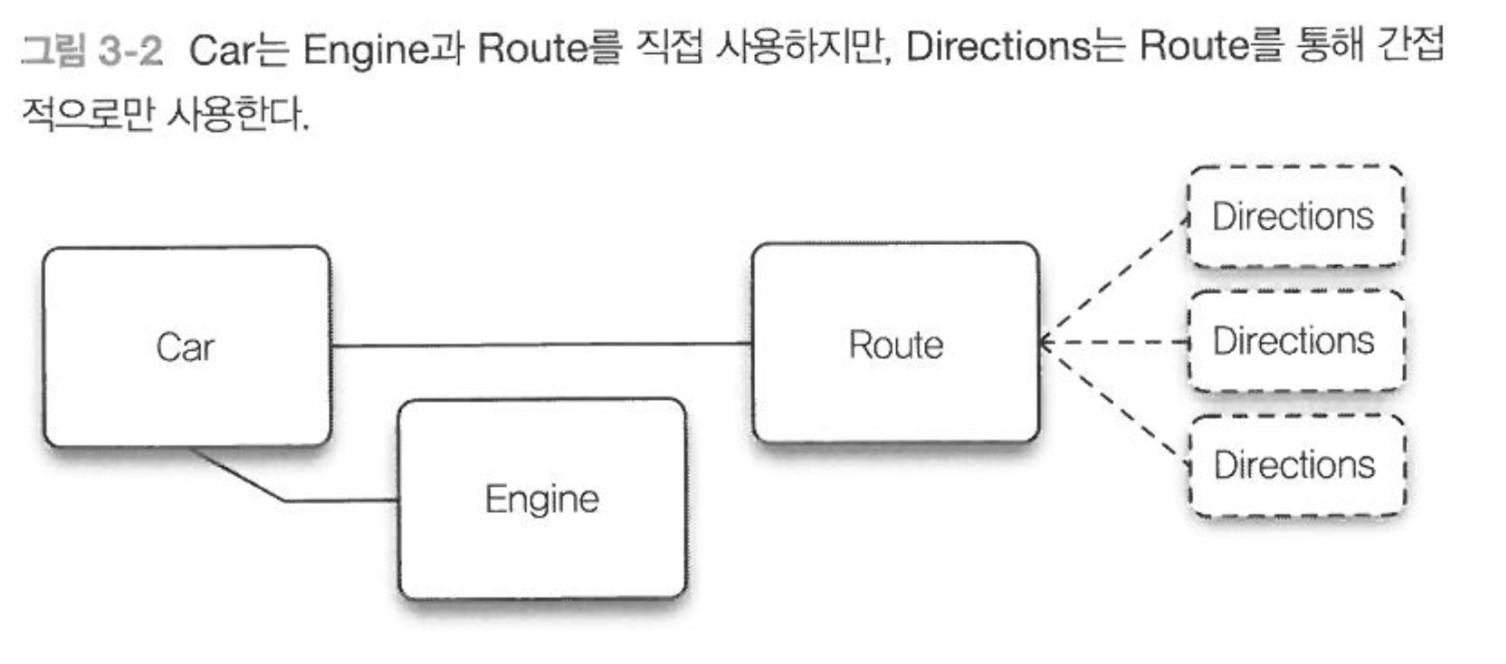 그림 3-2 Car는 Engine과 Route를 직접 사용하지만, Directions는 Route를 통해 간접
적으로만 사용한다.
Directions
Car
Route
Directions
Engine
Directions